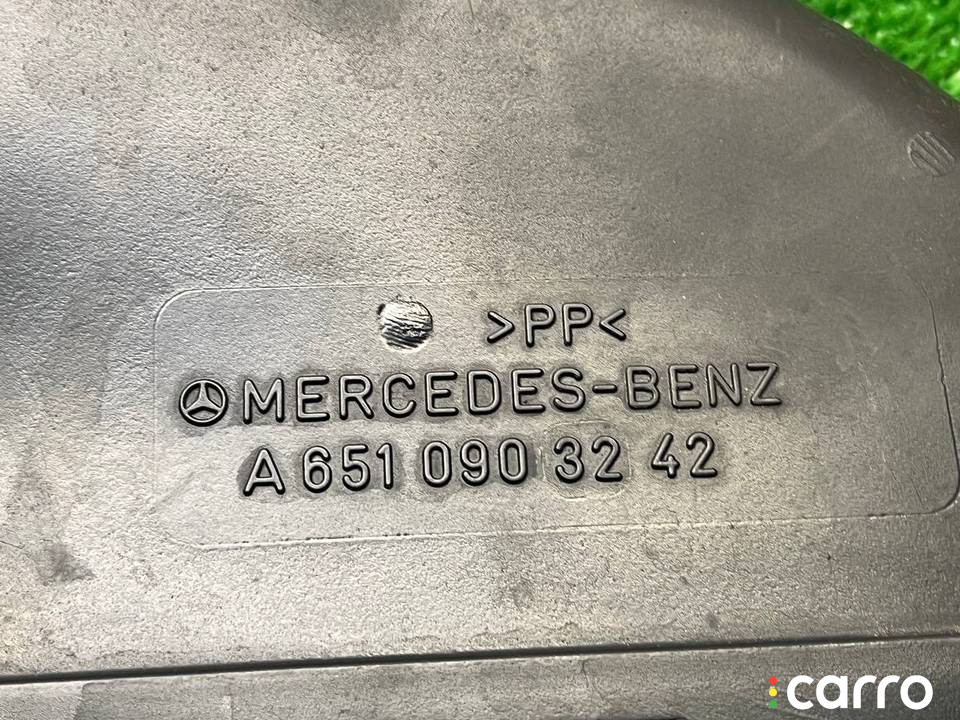 >PP<
MERCEDES-BENZ
A 651 090 32 42
carro